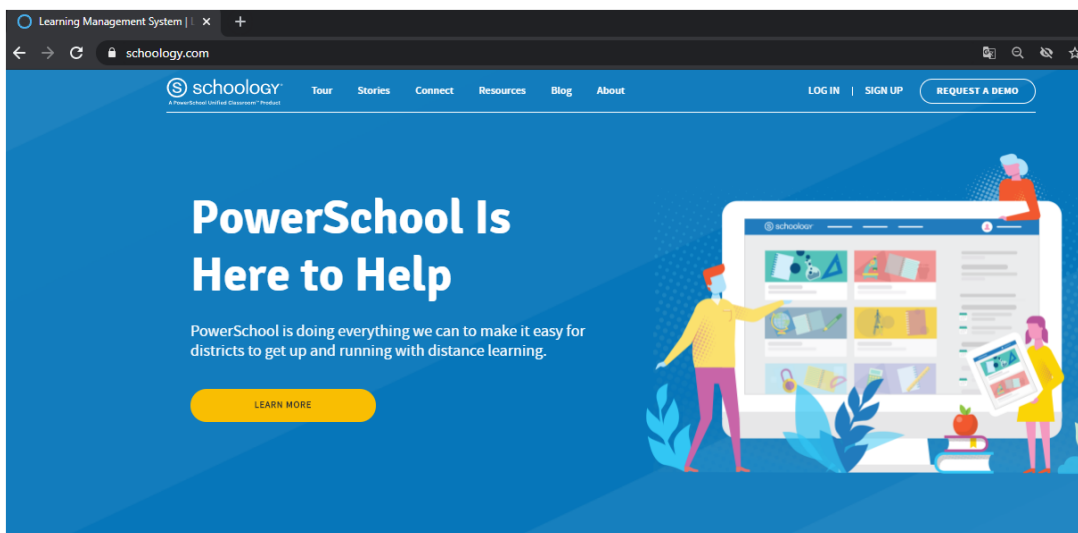 Learning Management System | L
schoology.com
schoology
A PowerSchool Unified Classroom™ Product
Tour Stories Connect Resources Blog About
LOG IN | SIGN UP REQUEST A DEMO
PowerSchool Is
Here to Help
PowerSchool is doing everything we can to make it easy for
districts to get up and running with distance learning.
LEARN MORE
schoology